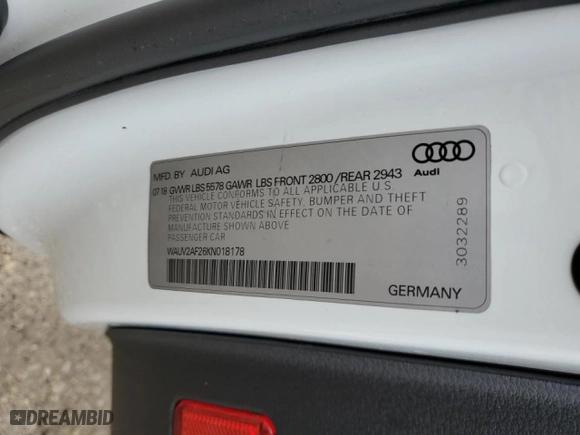 MFD. BY AUDI AG
Audi
07.18 GVWR LBS 5578 GAWR LBS FRONT 2800 /REAR 2943
THIS VEHICLE CONFORMS TO ALL APPLICABLE U.S.
FEDERAL MOTOR VEHICLE SAFETY, BUMPER AND THEFT
PREVENTION STANDARDS IN EFFECT ON THE DATE OF
MANUFACTURE SHOWN ABOVE
PASSENGER CAR
WAUV2AF26KN018178
3032289
GERMANY
DREAMBID